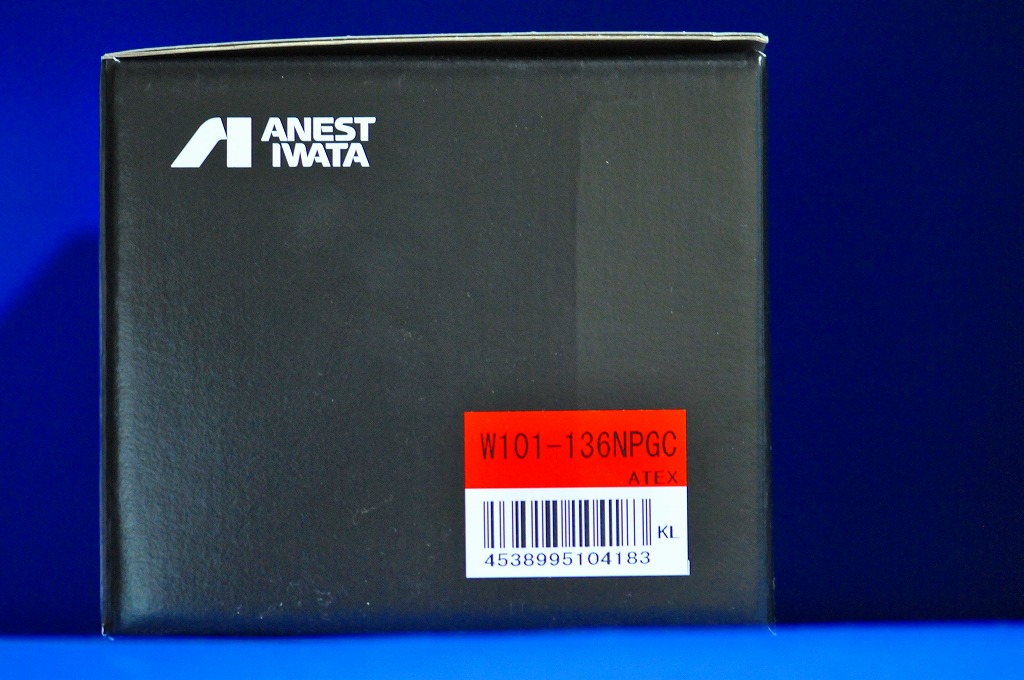 ANEST
IWATA
W101-136NPGC
ATEX
KL
4538995104183